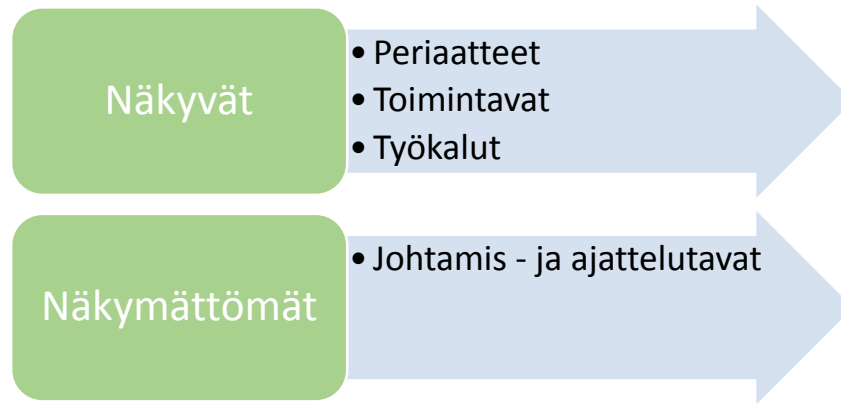 Näkyvät
• Periaatteet
• Toimintavat
• Työkalut
Näkymättömät
• Johtamis - ja ajattelutavat